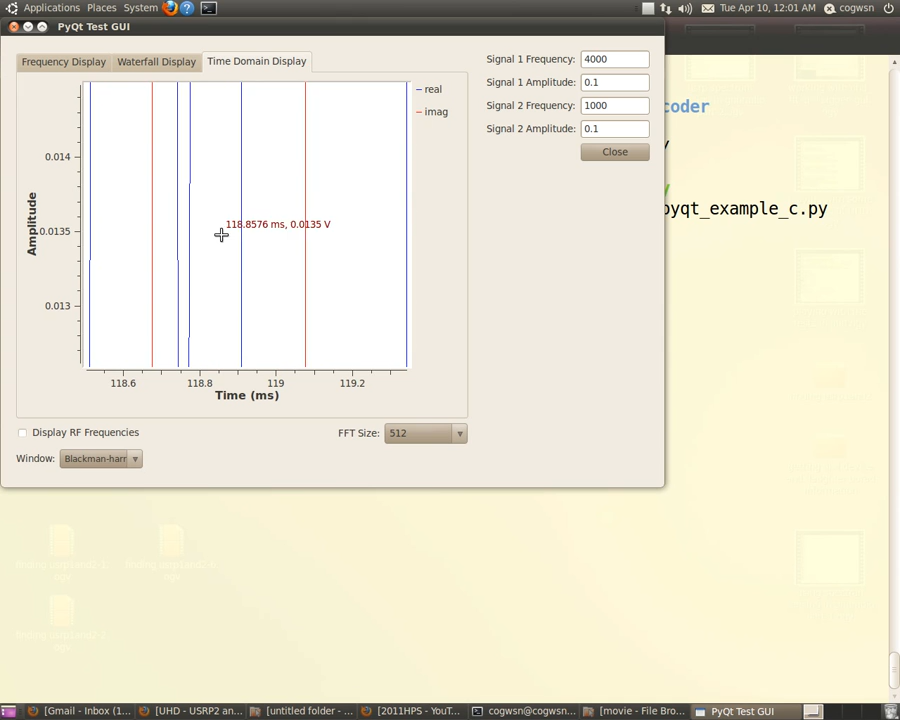 Applications Places System Tue Apr 10, 12:01 AM cogwsn
PyQt Test GUI
Frequency Display Waterfall Display Time Domain Display
Signal 1 Frequency: 4000
Signal 1 Amplitude: 0.1
Signal 2 Frequency: 1000
Signal 2 Amplitude: 0.1
Close
real
imag
Amplitude
0.014
0.0135
0.013
118.8576 ms, 0.0135 V
118.6 118.8 119 119.2
Time (ms)
Display RF Frequencies
FFT Size: 512
Window: Blackman-harr
coder
y
y
pyqt_example_c.py
[Gmail - Inbox (1... [UHD - USRP2 an... [untitled folder - ... [2011HPS - YouT... cogwsn@cogwsn... [movie - File Bro... PyQt Test GUI